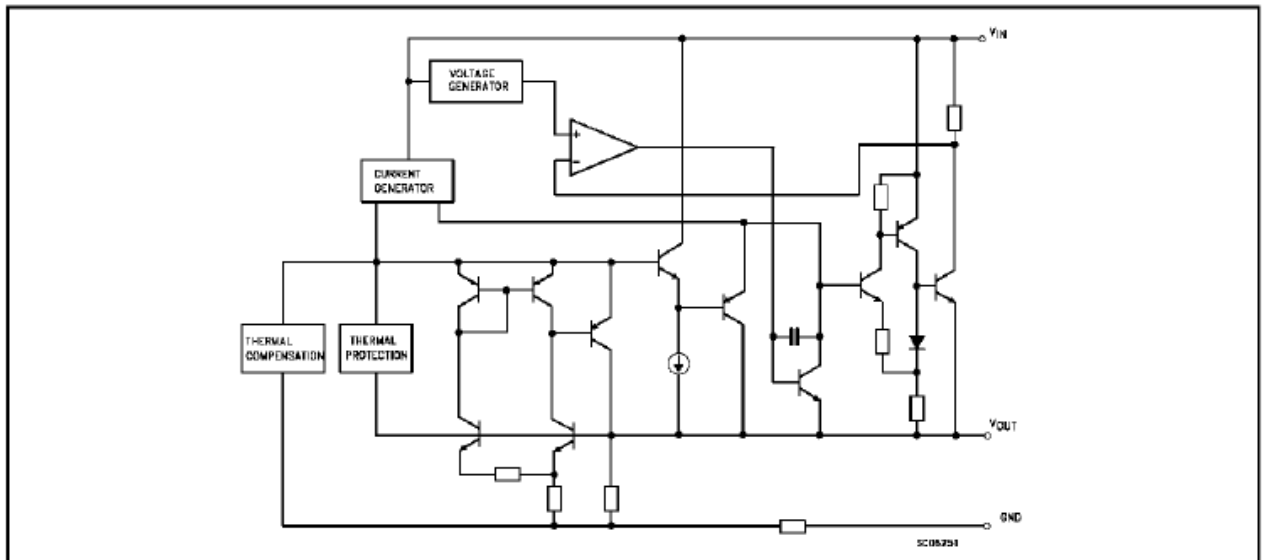 VIN
VOLTAGE
GENERATOR
+
−
CURRENT
GENERATOR
THERMAL
COMPENSATION
THERMAL
PROTECTION
VOUT
GND